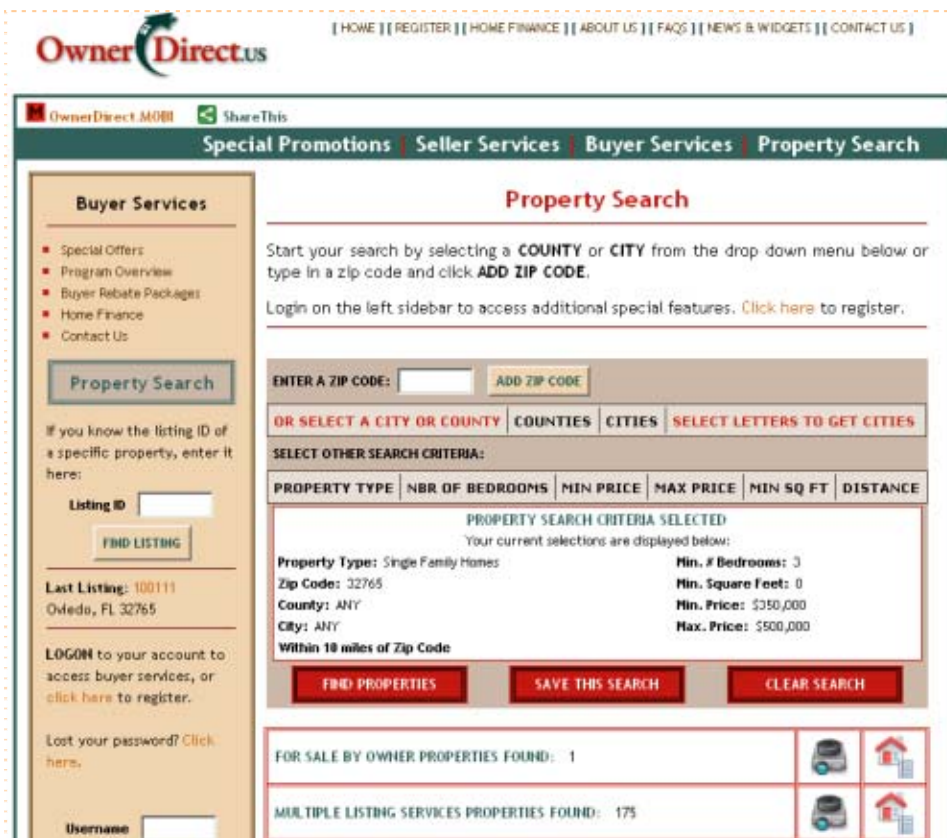 [ HOME ] [ REGISTER ] [ HOME FINANCE ] [ ABOUT US ] [ FAQS ] [ NEWS & WIDGETS ] [ CONTACT US ]
OwnerDirect.us
OwnerDirect.MOBI ShareThis
Special Promotions | Seller Services | Buyer Services | Property Search
Buyer Services
Special Offers
Program Overview
Buyer Rebate Packages
Home Finance
Contact Us
Property Search
If you know the listing ID of
a specific property, enter it
here:
Listing ID
FIND LISTING
Last Listing: 100111
Oviedo, FL 32765
LOGON to your account to
access buyer services, or
click here to register.
Lost your password? Click
here.
Username
Property Search
Start your search by selecting a COUNTY or CITY from the drop down menu below or
type in a zip code and click ADD ZIP CODE.
Login on the left sidebar to access additional special features. Click here to register.
ENTER A ZIP CODE: ADD ZIP CODE
OR SELECT A CITY OR COUNTY COUNTIES CITIES SELECT LETTERS TO GET CITIES
SELECT OTHER SEARCH CRITERIA:
PROPERTY TYPE NBR OF BEDROOMS MIN PRICE MAX PRICE MIN SQ FT DISTANCE
PROPERTY SEARCH CRITERIA SELECTED
Your current selections are displayed below:
Property Type: Single Family Homes Min. # Bedrooms: 3
Zip Code: 32765 Min. Square Feet: 0
County: ANY Min. Price: $350,000
City: ANY Max. Price: $500,000
Within 10 miles of Zip Code
FIND PROPERTIES SAVE THIS SEARCH CLEAR SEARCH
FOR SALE BY OWNER PROPERTIES FOUND: 1
MULTIPLE LISTING SERVICES PROPERTIES FOUND: 175